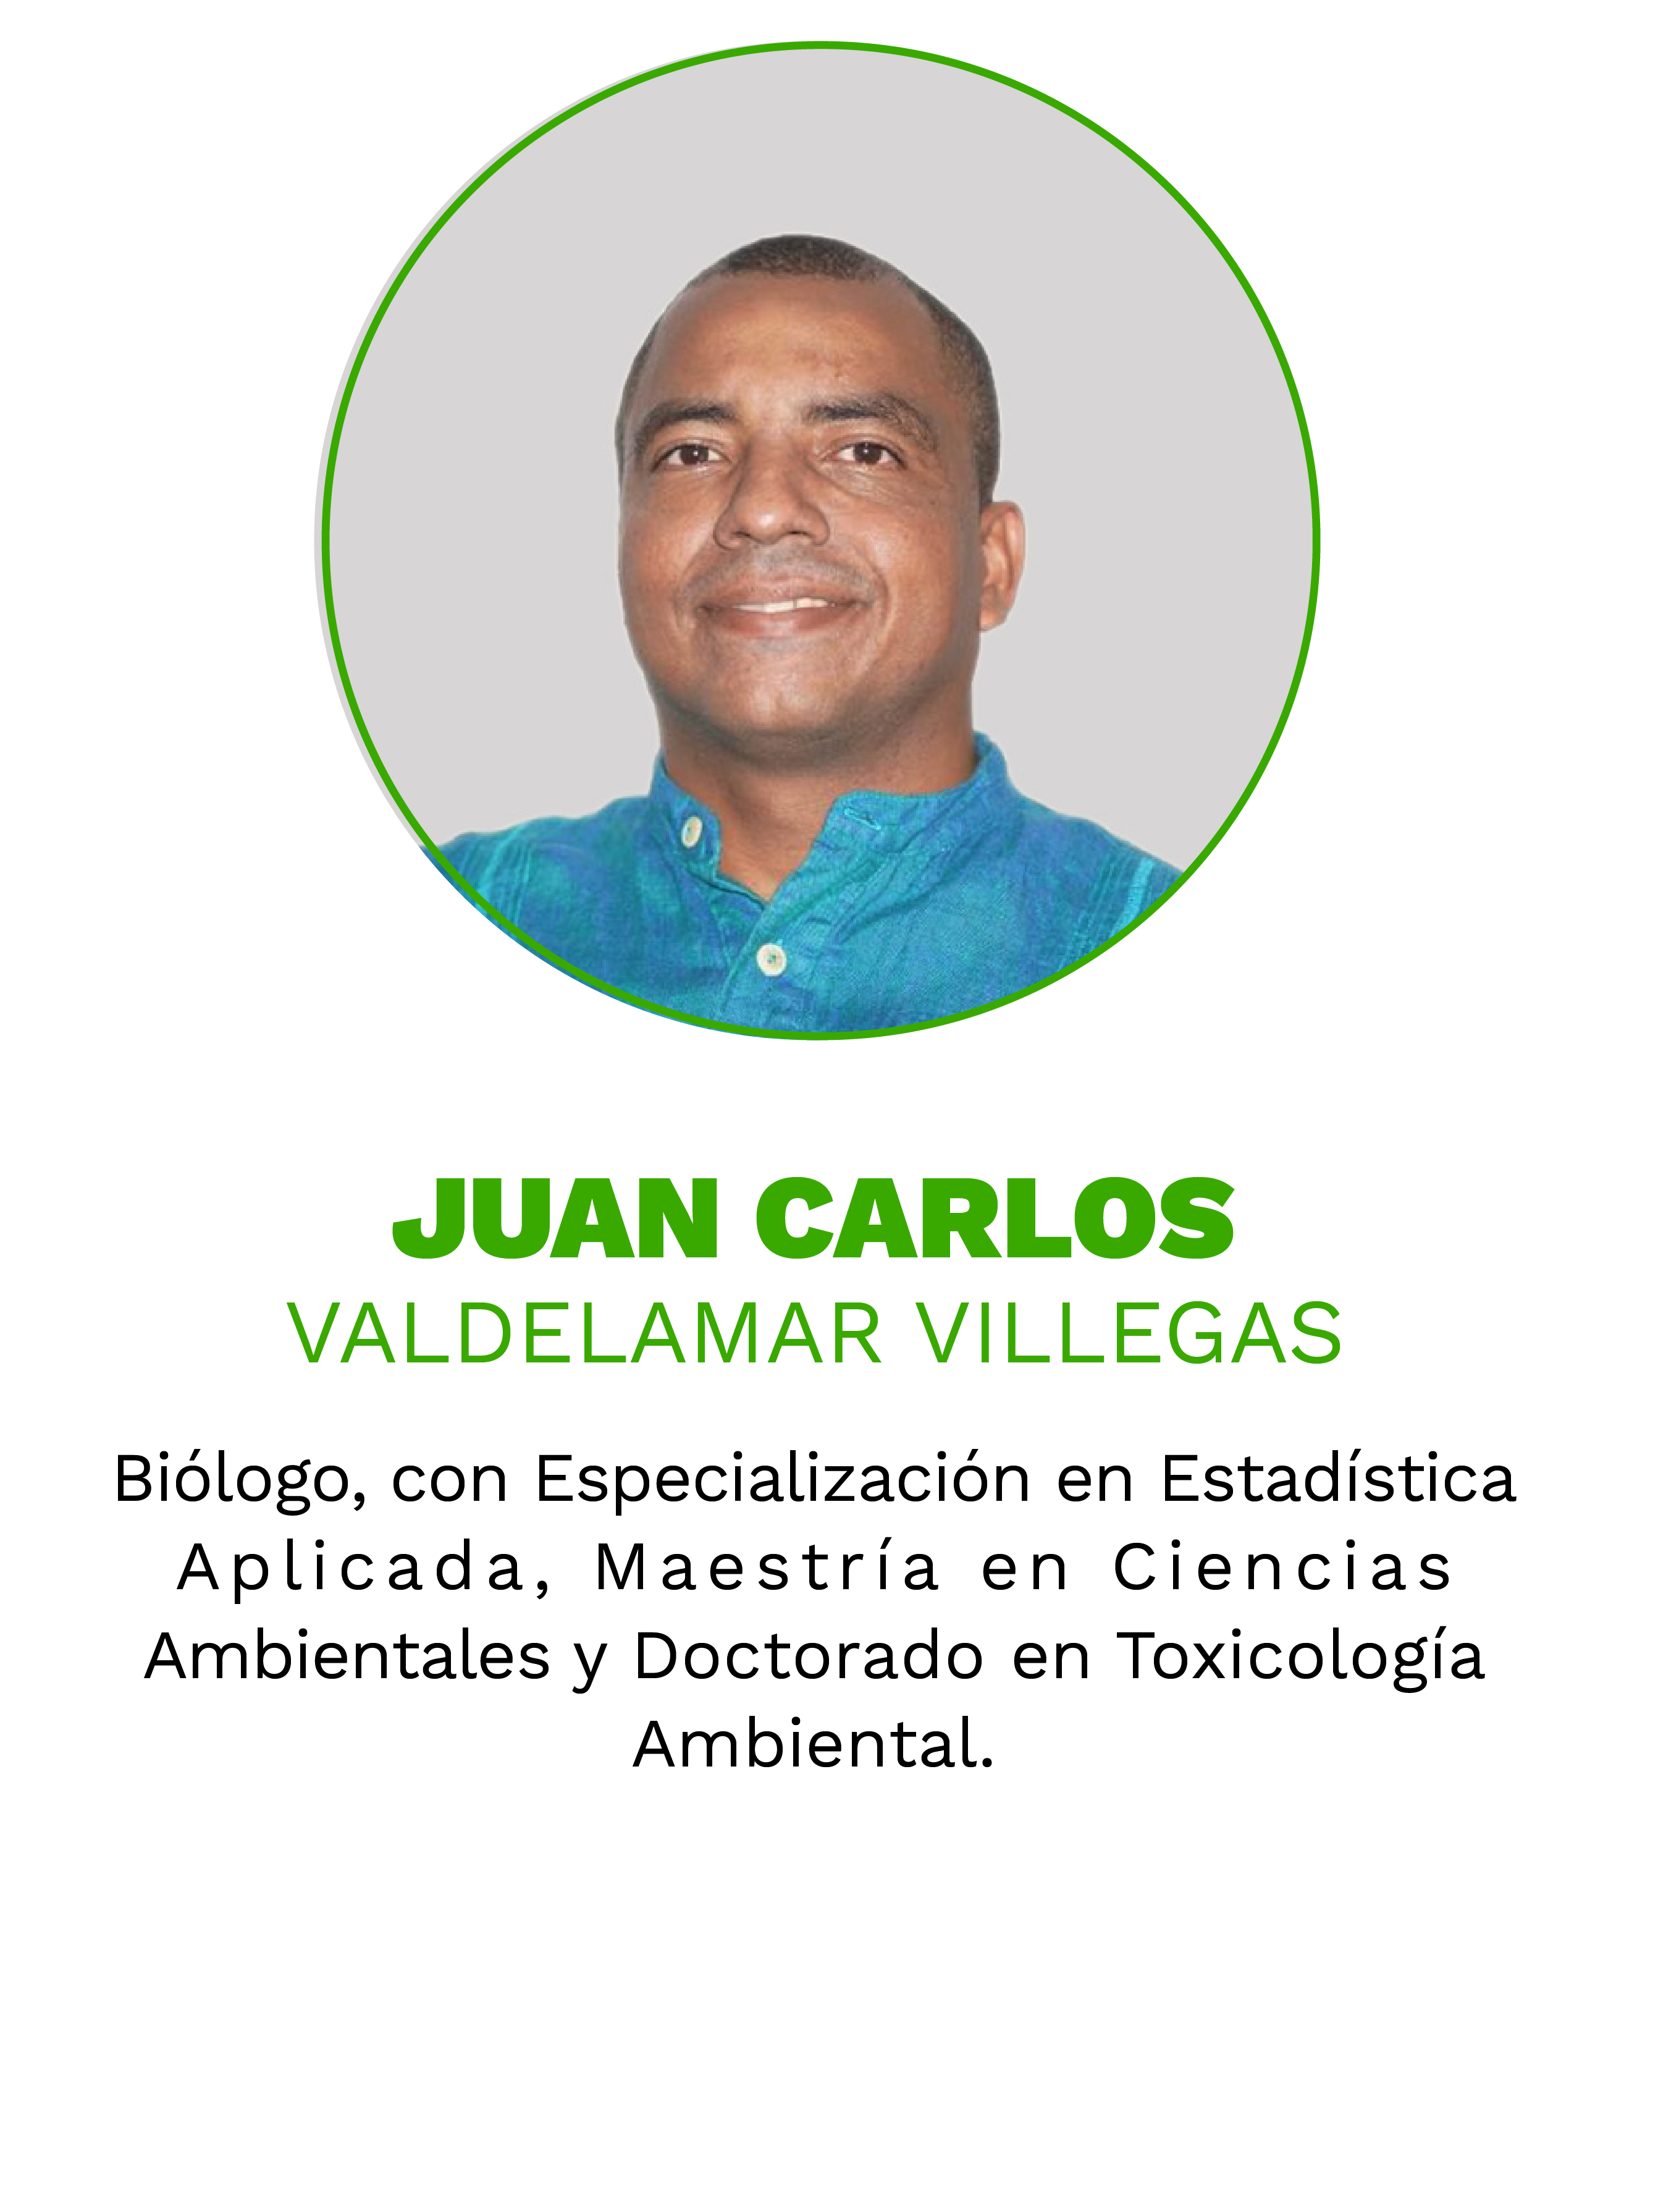 JUAN CARLOS
VALDELAMAR VILLEGAS
Biólogo, con Especialización en Estadística
Aplicada, Maestría en Ciencias
Ambientales y Doctorado en Toxicología
Ambiental.